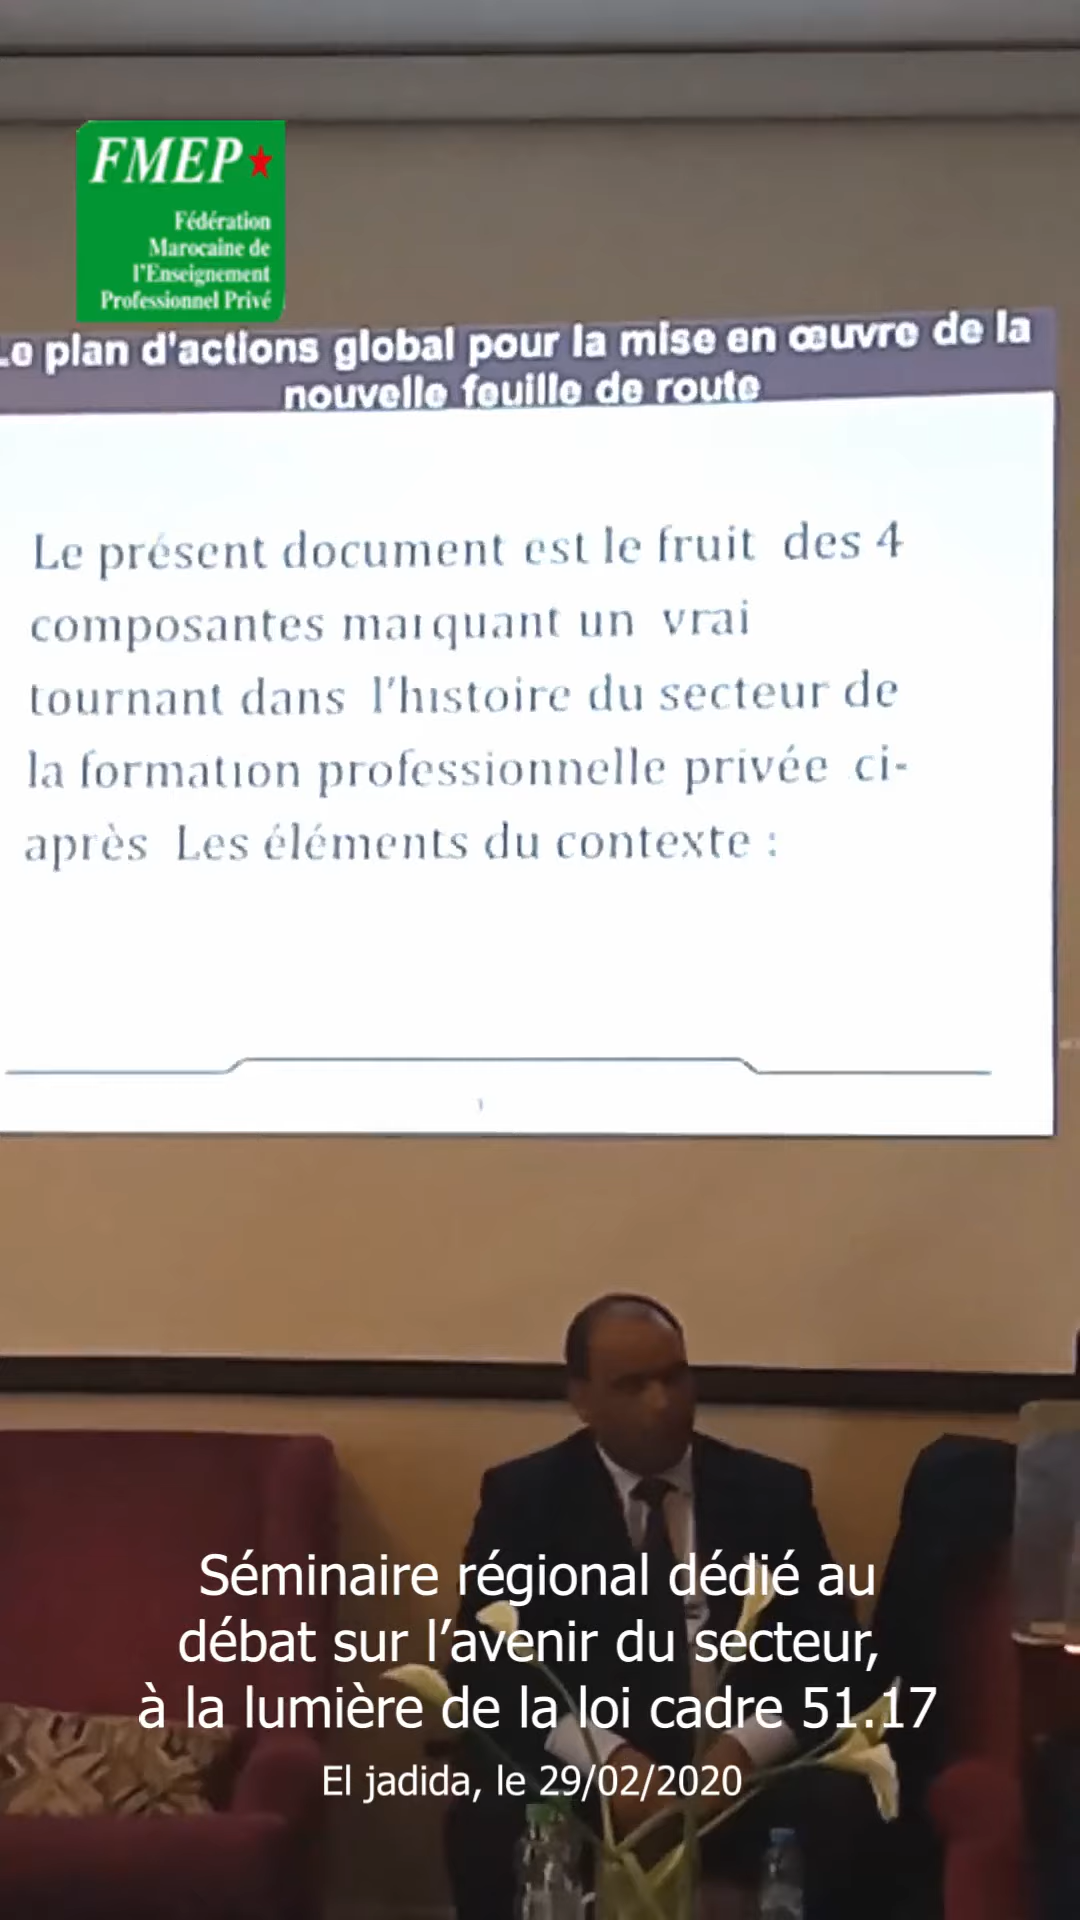 FMEP
Fédération
Marocaine de
l'Enseignement
Professionnel Privé
Le plan d'actions global pour la mise en œuvre de la
nouvelle feuille de route
Le présent document est le fruit des 4
composantes marquant un vrai
tournant dans l'histoire du secteur de
la formation professionnelle privée ci-
après Les éléments du contexte :
Séminaire régional dédié au
débat sur l’avenir du secteur,
à la lumière de la loi cadre 51.17
El jadida, le 29/02/2020